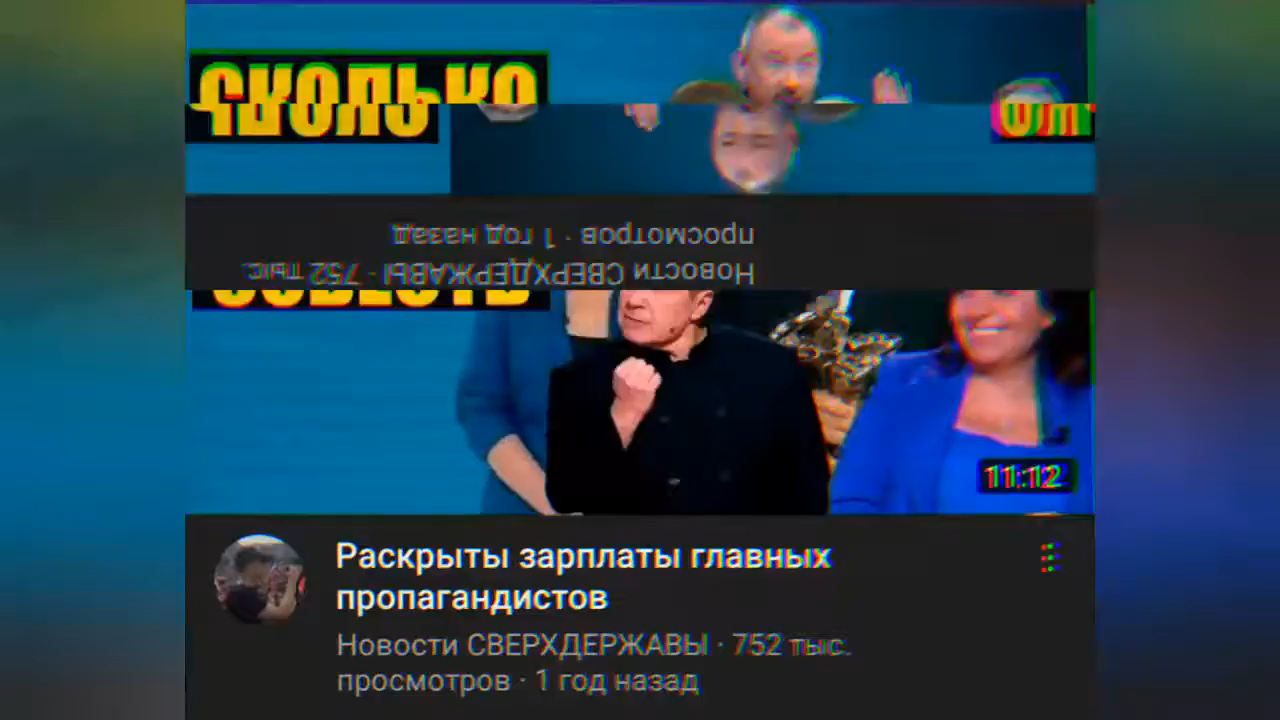 СКОЛЬКО
просмотров · 1 год назад
Новости СВЕРХДЕРЖАВЫ · 752 тыс.
11:12
Раскрыты зарплаты главных
пропагандистов
Новости СВЕРХДЕРЖАВЫ · 752 тыс.
просмотров · 1 год назад